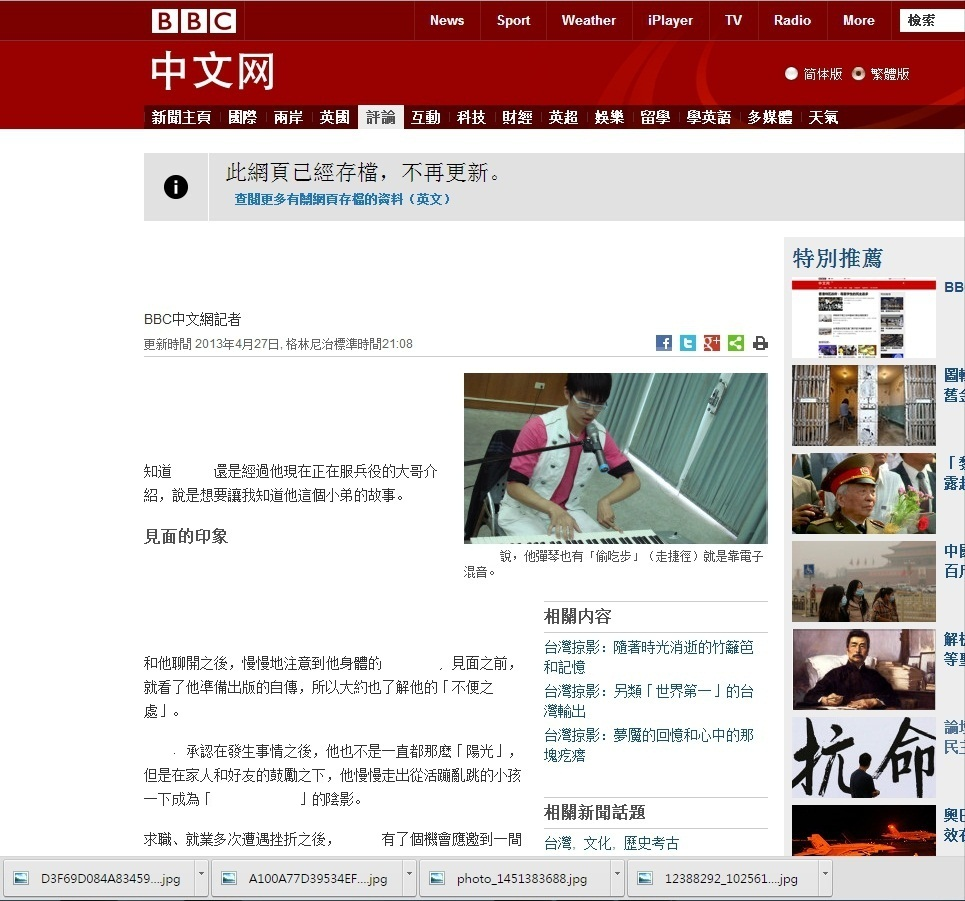 BBC
News Sport Weather iPlayer TV Radio More 檢索
中文网
简体版 繁體版
新聞主頁 國際 兩岸 英國 評論 互動 科技 財經 英超 娛樂 留學 學英語 多媒體 天氣
此網頁已經存檔，不再更新。
查閱更多有關網頁存檔的資料（英文）
BBC中文網記者
更新時間 2013年4月27日, 格林尼治標準時間21:08
知道 還是經過他現在正在服兵役的大哥介
紹，說是想要讓我知道他這個小弟的故事。
見面的印象
說，他彈琴也有「偷吃步」（走捷徑）就是靠電子
混音。
和他聊開之後，慢慢地注意到他身體的 ，見面之前，
就看了他準備出版的自傳，所以大約也了解他的「不便之
處」。
承認在發生事情之後，他也不是一直都那麼「陽光」，
但是在家人和好友的鼓勵之下，他慢慢走出從活蹦亂跳的小孩
一下成為「 」的陰影。
求職、就業多次遭遇挫折之後， 有了個機會應邀到一間
相關内容
台灣掠影：隨著時光消逝的竹籬笆
和記憶
台灣掠影：另類「世界第一」的台
灣輸出
台灣掠影：夢魘的回憶和心中的那
塊疙瘩
相關新聞話題
台灣, 文化, 歷史考古
特別推薦
BB
舊金
露
中國
百
解
等
抗命
論壇
民主
奧巴
效
D3F69D084A83459....jpg
A100A77D39534EF....jpg
photo_1451383688.jpg
12388292_102561....jpg